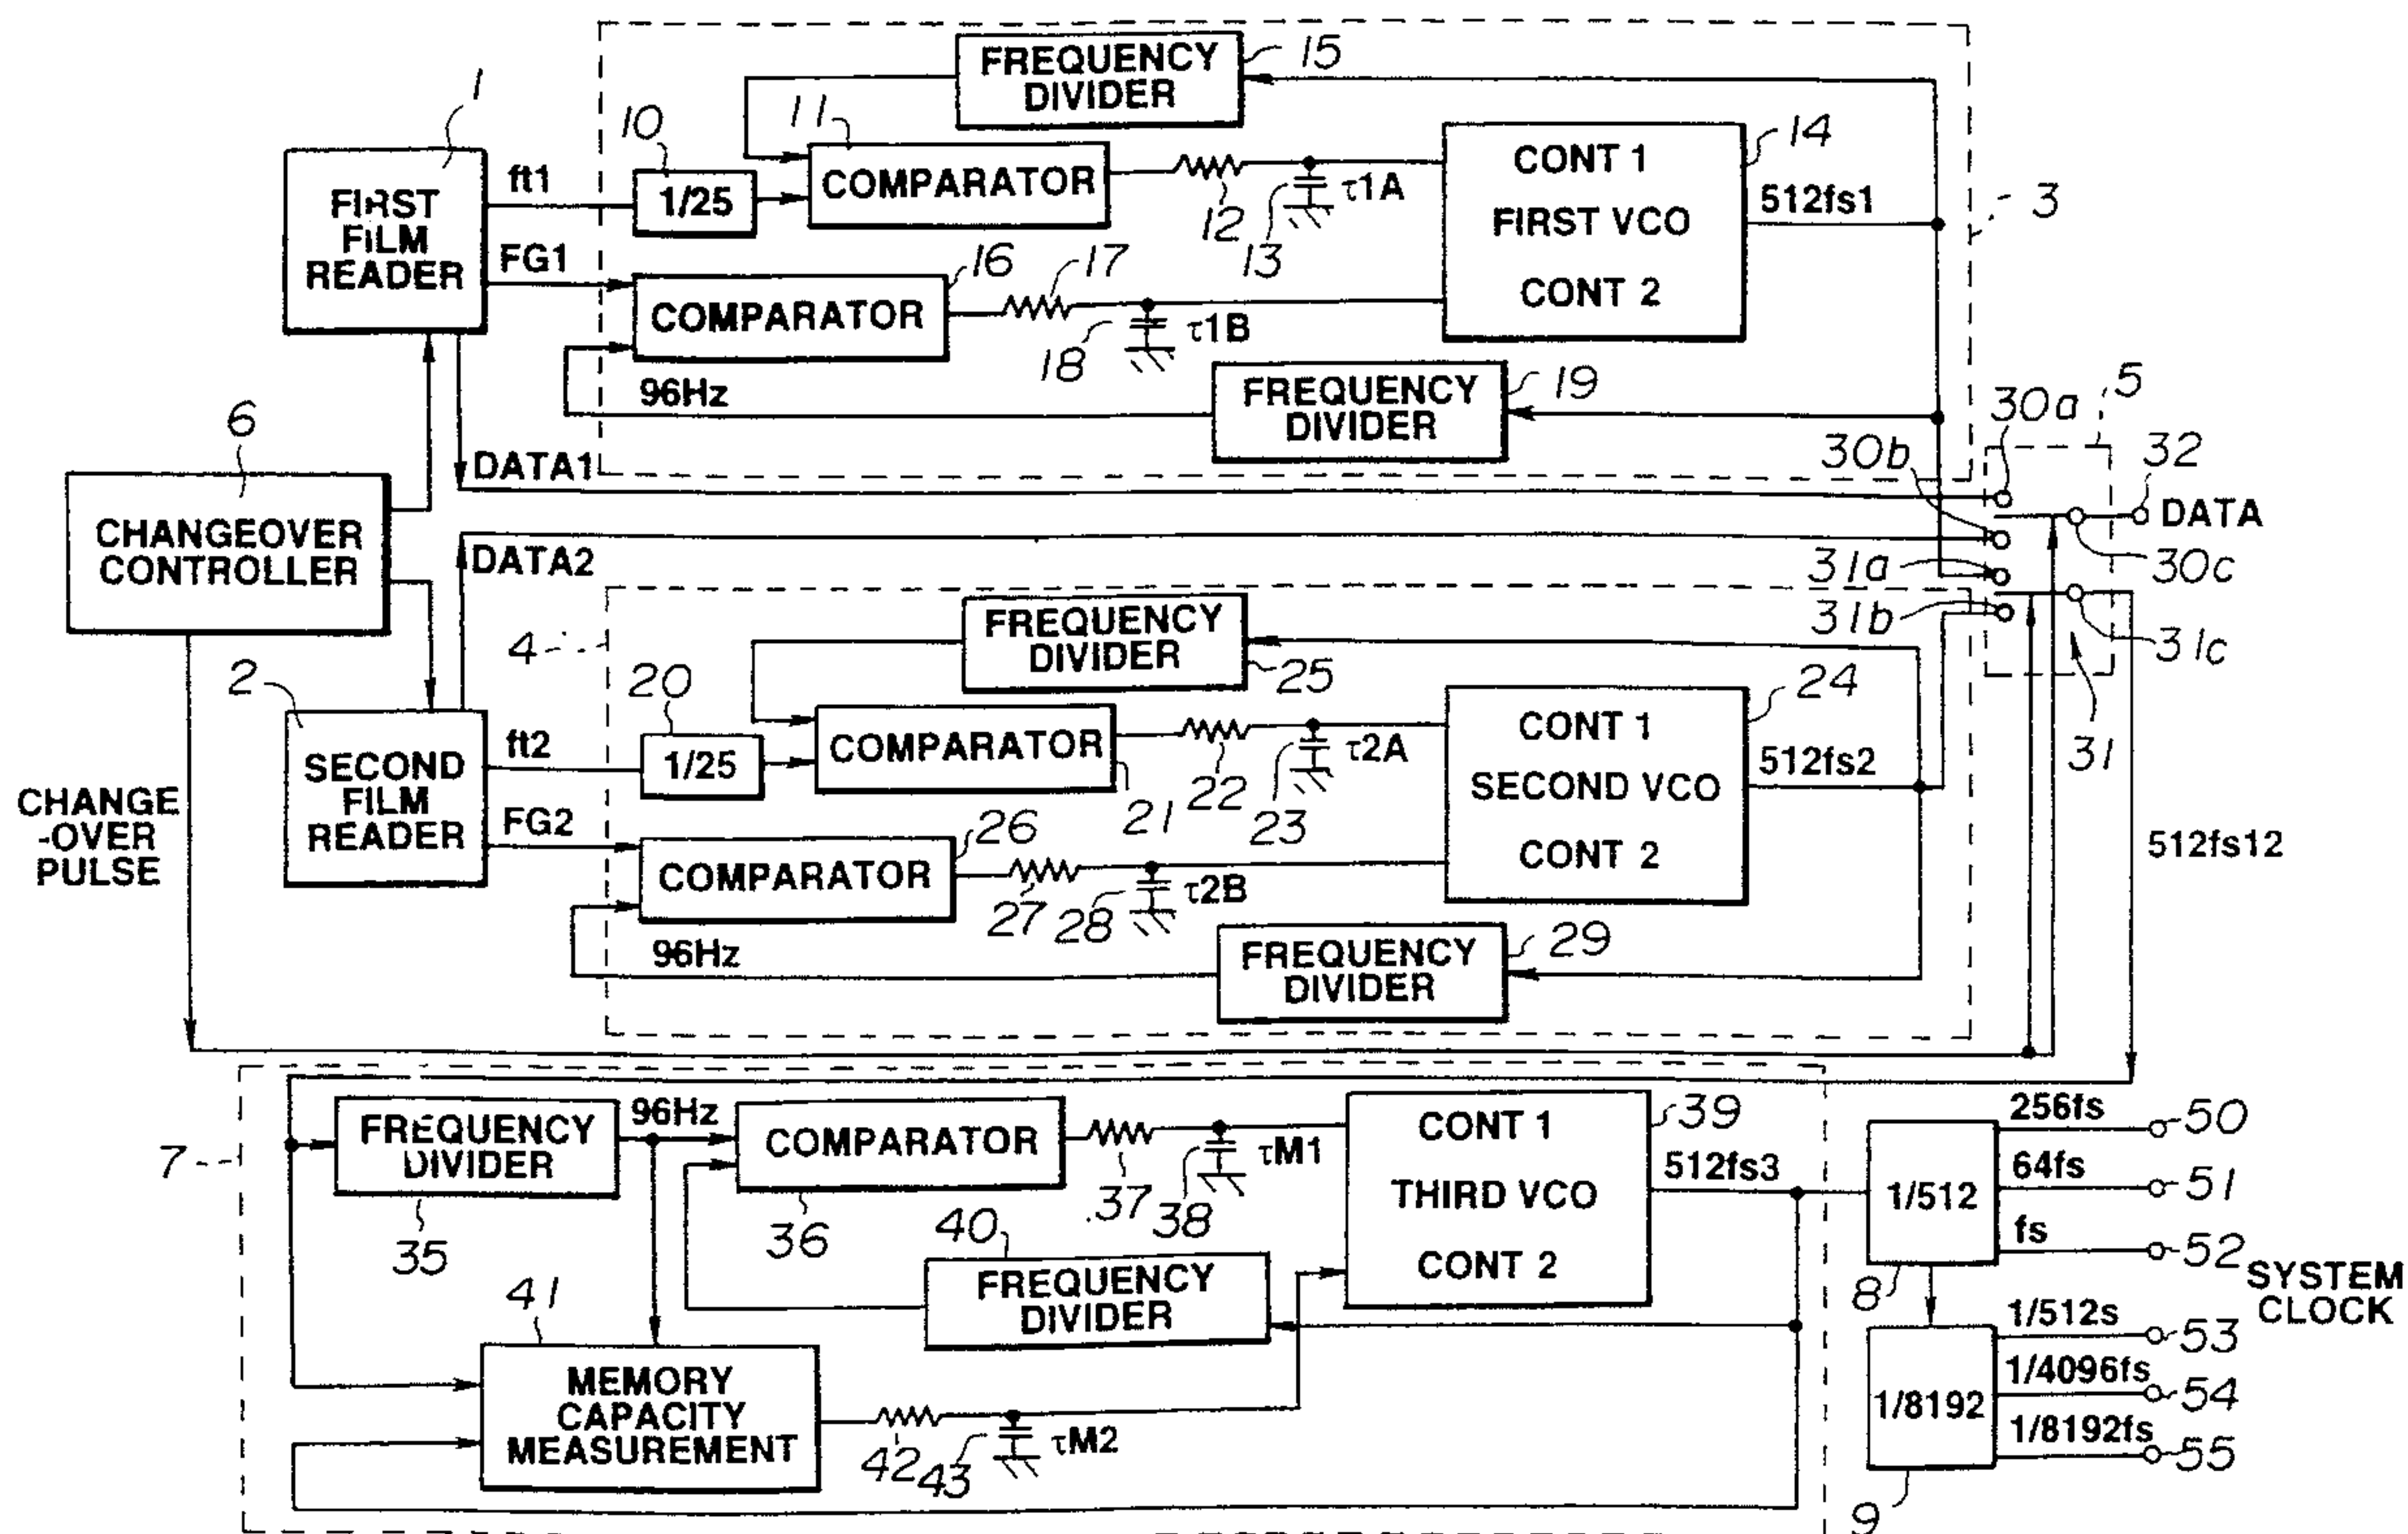 FREQUENCY
DIVIDER
15
1
10
11
COMPARATOR
12
13
τ1A
CONT 1
FIRST VCO
CONT 2
14
512fs1
3
FIRST
FILM
READER
ft1
1/25
FG1
16
17
COMPARATOR
18
τ1B
96Hz
FREQUENCY
DIVIDER
19
5
30a
30b
32
6
CHANGEOVER
CONTROLLER
DATA1
DATA
DATA2
31a
30c
31b
31c
31
4
FREQUENCY
DIVIDER
25
2
20
SECOND
FILM
READER
ft2
1/25
COMPARATOR
21
22
23
τ2A
CONT 1
SECOND VCO
CONT 2
24
512fs2
CHANGE
-OVER
PULSE
FG2
26
COMPARATOR
27
28
τ2B
512fs12
96Hz
FREQUENCY
DIVIDER
29
7
FREQUENCY
DIVIDER
35
96Hz
COMPARATOR
36
37
38
τM1
CONT 1
THIRD VCO
CONT 2
39
512fs3
40
FREQUENCY
DIVIDER
41
MEMORY
CAPACITY
MEASUREMENT
42
43
τM2
1/512
8
256fs
50
64fs
51
fs
52
SYSTEM
CLOCK
1/8192
9
1/512s
53
1/4096fs
54
1/8192fs
55